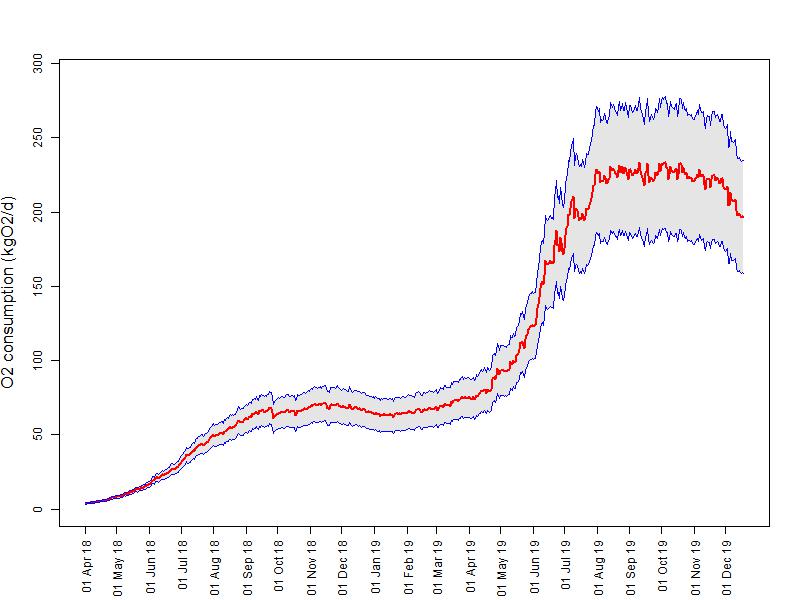 O2 consumption (kgO2/d)
300
250
200
150
100
50
0
01 Apr 18
01 May 18
01 Jun 18
01 Jul 18
01 Aug 18
01 Sep 18
01 Oct 18
01 Nov 18
01 Dec 18
01 Jan 19
01 Feb 19
01 Mar 19
01 Apr 19
01 May 19
01 Jun 19
01 Jul 19
01 Aug 19
01 Sep 19
01 Oct 19
01 Nov 19
01 Dec 19